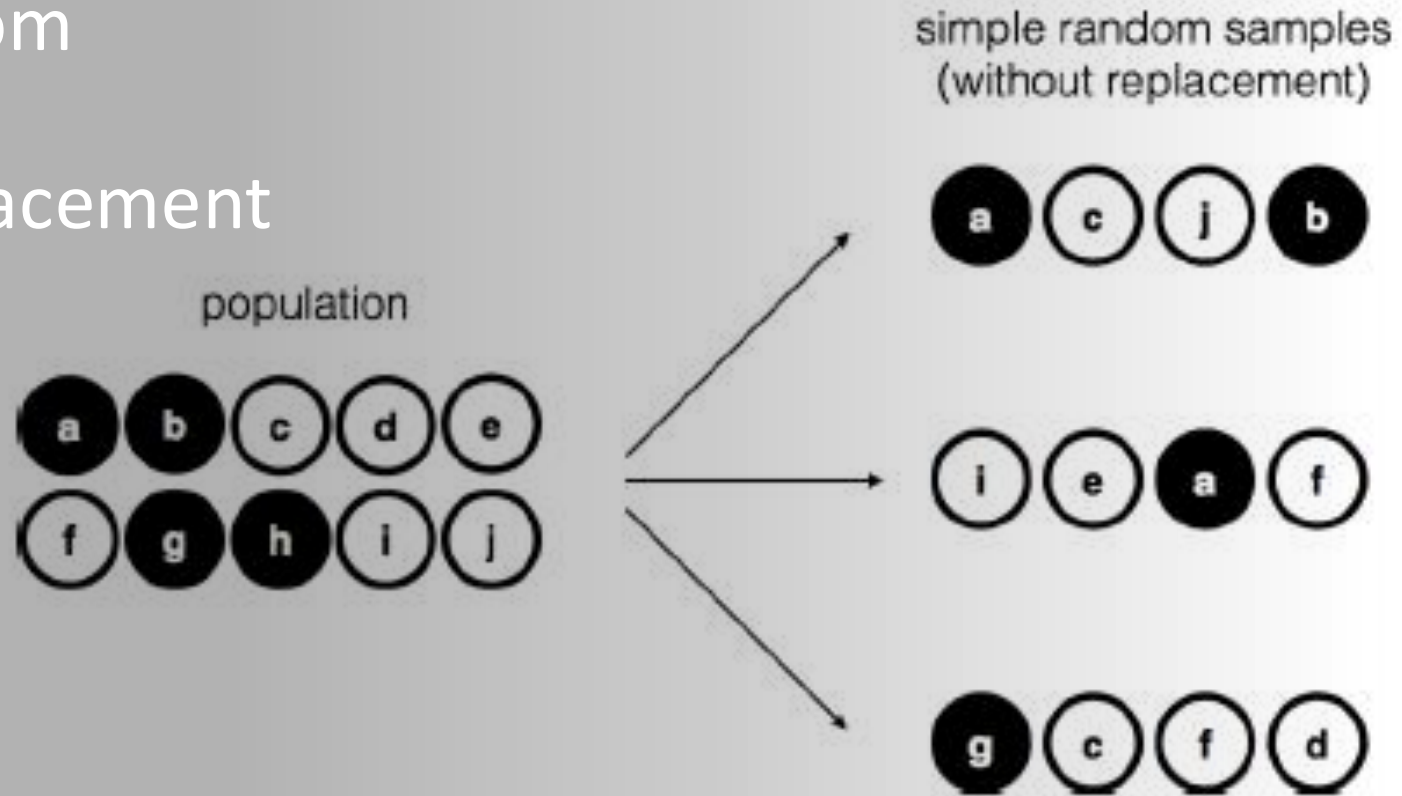 om
acement
population
a b c d e
f g h i j
simple random samples
(without replacement)
a c j b
i e a f
g c f d